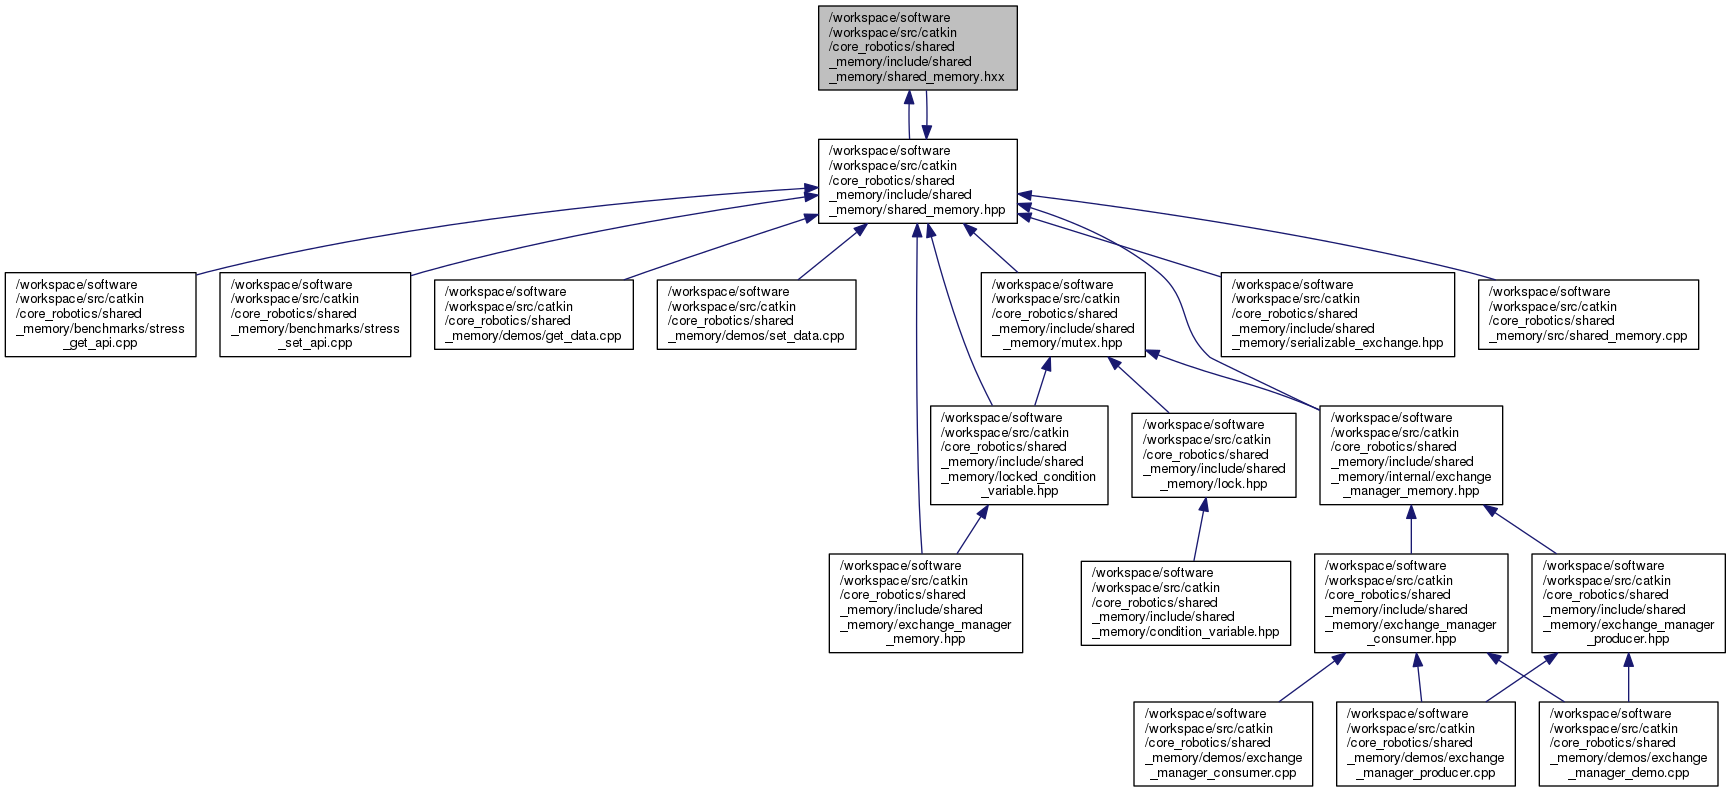 /workspace/software
/workspace/src/catkin
/core_robotics/shared
_memory/include/shared
_memory/shared_memory.hxx
/workspace/software
/workspace/src/catkin
/core_robotics/shared
_memory/include/shared
_memory/shared_memory.hpp
/workspace/software
/workspace/src/catkin
/core_robotics/shared
_memory/benchmarks/stress
_get_api.cpp
/workspace/software
/workspace/src/catkin
/core_robotics/shared
_memory/benchmarks/stress
_set_api.cpp
/workspace/software
/workspace/src/catkin
/core_robotics/shared
_memory/demos/get_data.cpp
/workspace/software
/workspace/src/catkin
/core_robotics/shared
_memory/demos/set_data.cpp
/workspace/software
/workspace/src/catkin
/core_robotics/shared
_memory/include/shared
_memory/mutex.hpp
/workspace/software
/workspace/src/catkin
/core_robotics/shared
_memory/include/shared
_memory/serializable_exchange.hpp
/workspace/software
/workspace/src/catkin
/core_robotics/shared
_memory/src/shared_memory.cpp
/workspace/software
/workspace/src/catkin
/core_robotics/shared
_memory/include/shared
_memory/locked_condition
_variable.hpp
/workspace/software
/workspace/src/catkin
/core_robotics/shared
_memory/include/shared
_memory/lock.hpp
/workspace/software
/workspace/src/catkin
/core_robotics/shared
_memory/include/shared
_memory/internal/exchange
_manager_memory.hpp
/workspace/software
/workspace/src/catkin
/core_robotics/shared
_memory/include/shared
_memory/exchange_manager
_memory.hpp
/workspace/software
/workspace/src/catkin
/core_robotics/shared
_memory/include/shared
_memory/condition_variable.hpp
/workspace/software
/workspace/src/catkin
/core_robotics/shared
_memory/include/shared
_memory/exchange_manager
_consumer.hpp
/workspace/software
/workspace/src/catkin
/core_robotics/shared
_memory/include/shared
_memory/exchange_manager
_producer.hpp
/workspace/software
/workspace/src/catkin
/core_robotics/shared
_memory/demos/exchange
_manager_consumer.cpp
/workspace/software
/workspace/src/catkin
/core_robotics/shared
_memory/demos/exchange
_manager_producer.cpp
/workspace/software
/workspace/src/catkin
/core_robotics/shared
_memory/demos/exchange
_manager_demo.cpp